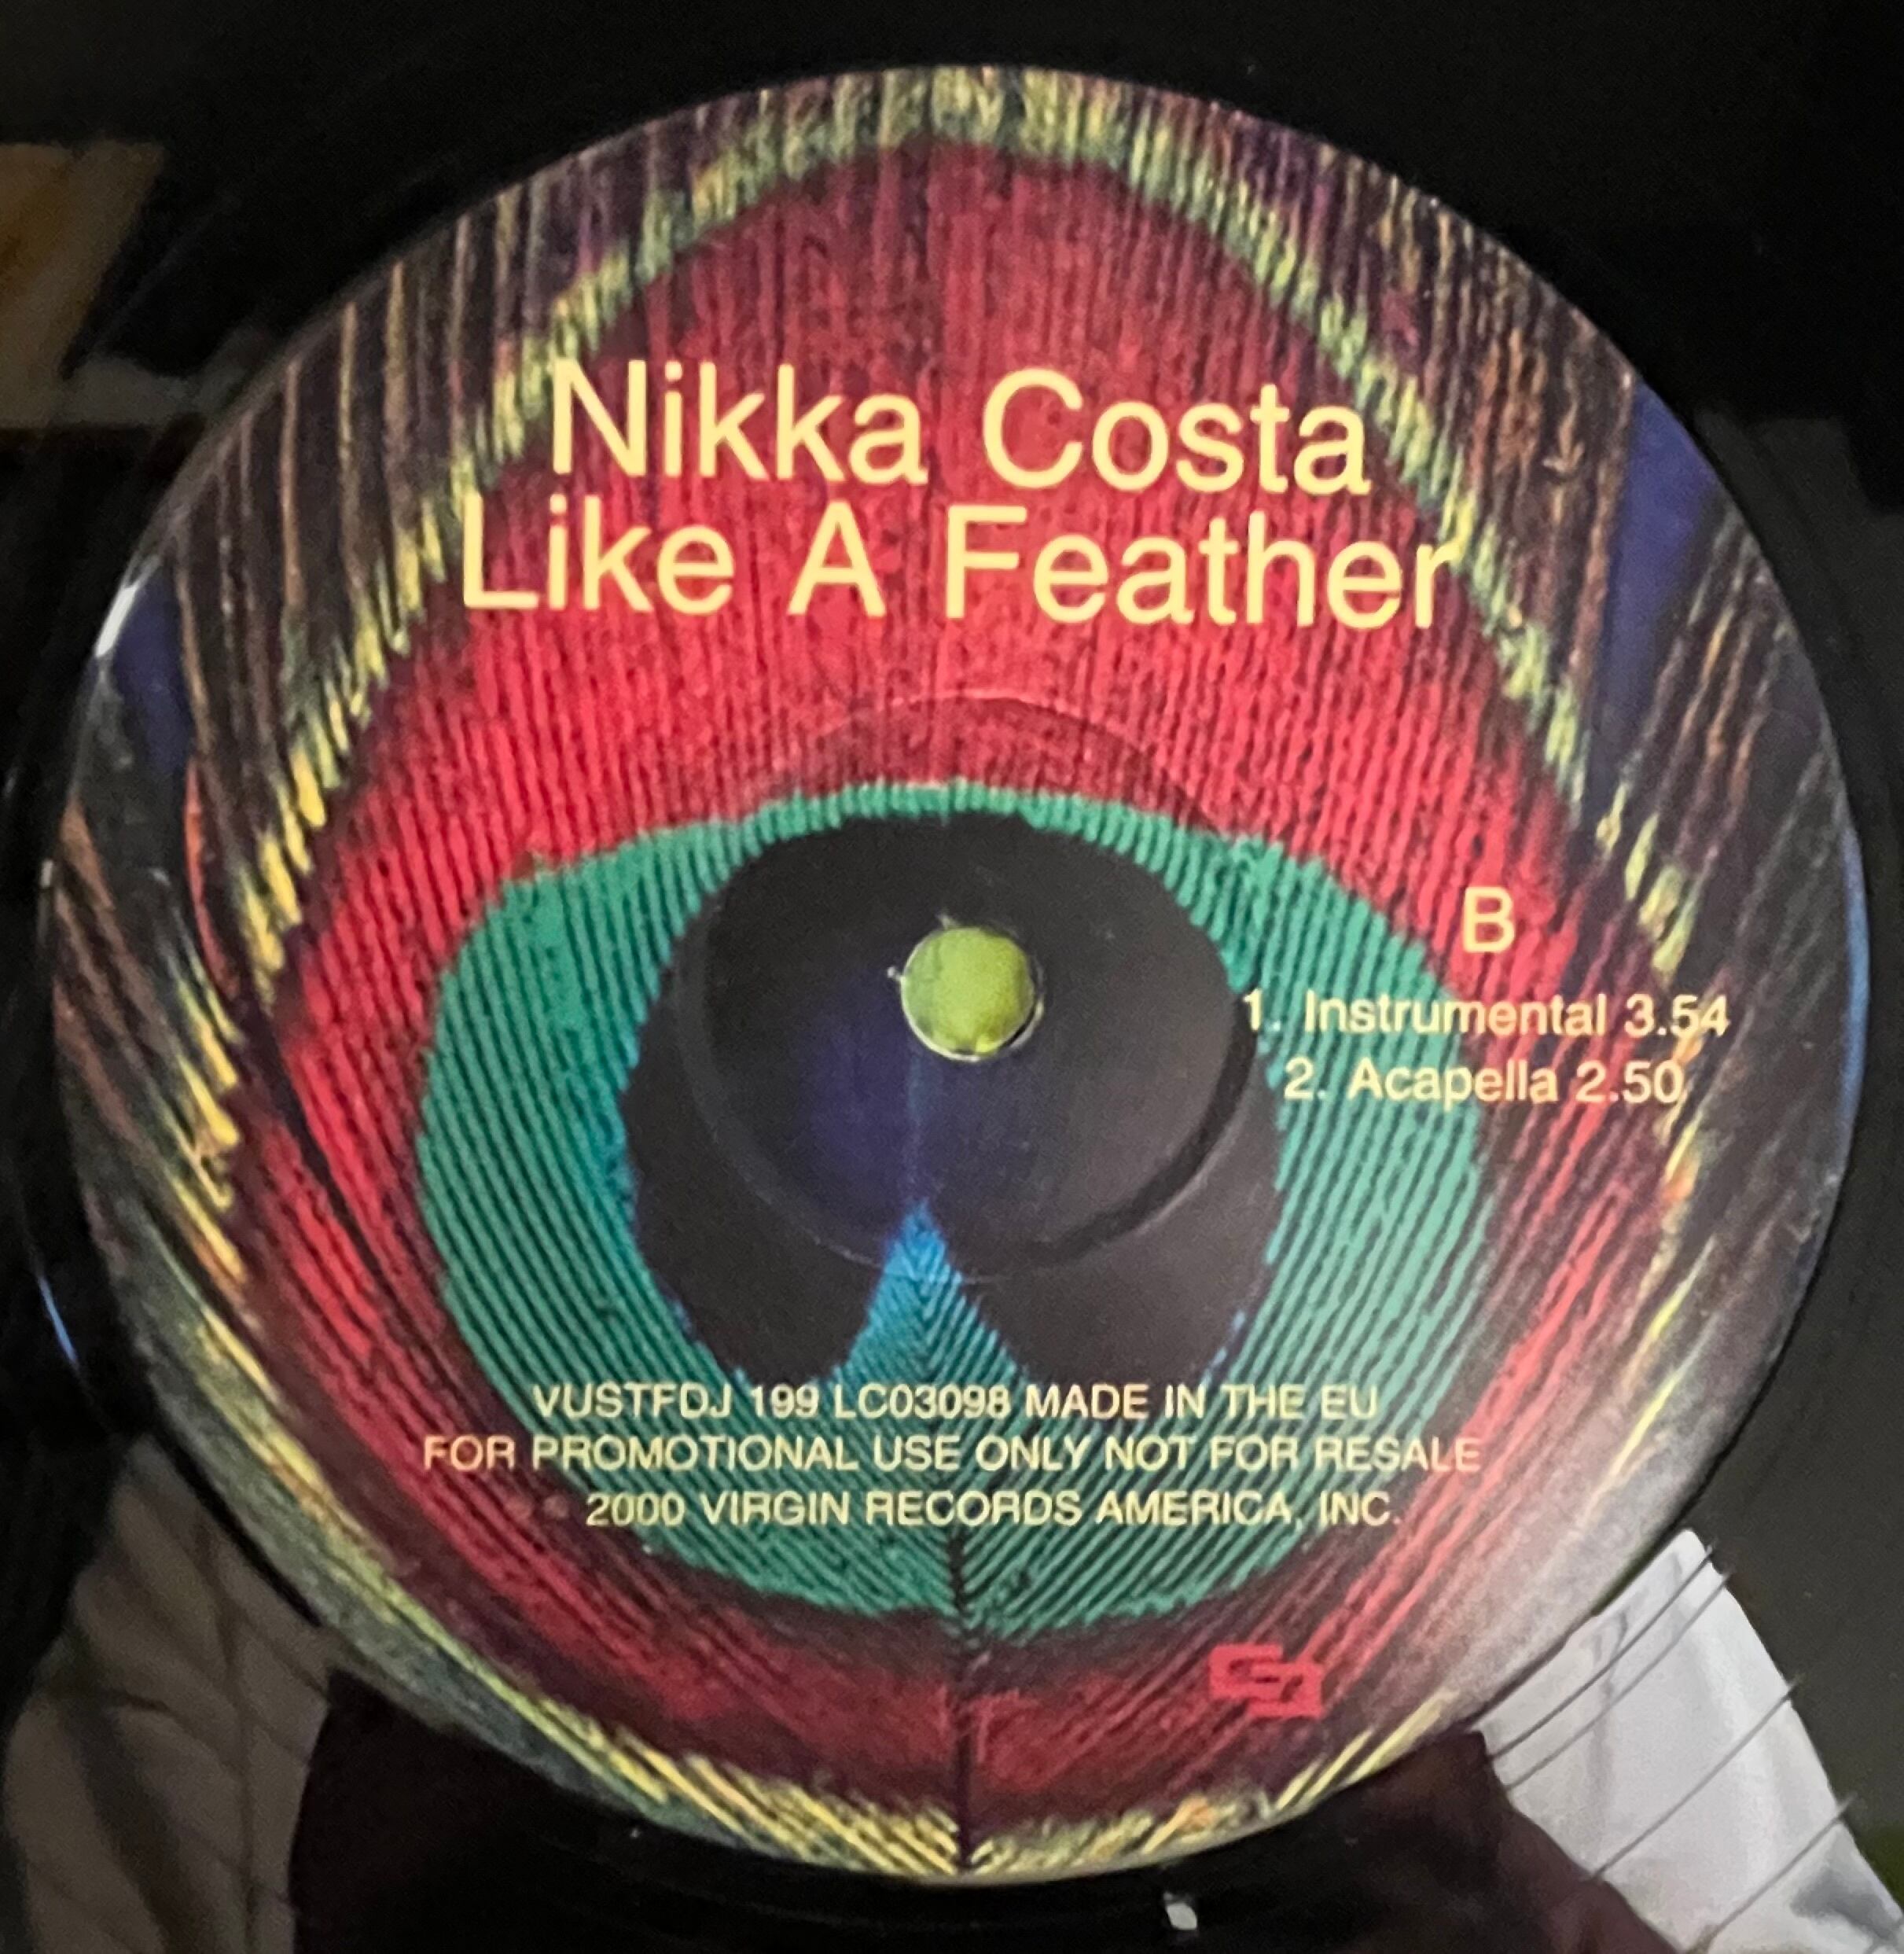 Nikka Costa
Like A Feather
B
1. Instrumental 3.54
2. Acapella 2.50
VUSTFDJ 199 LC03098 MADE IN THE EU
FOR PROMOTIONAL USE ONLY NOT FOR RESALE
2000 VIRGIN RECORDS AMERICA, INC.